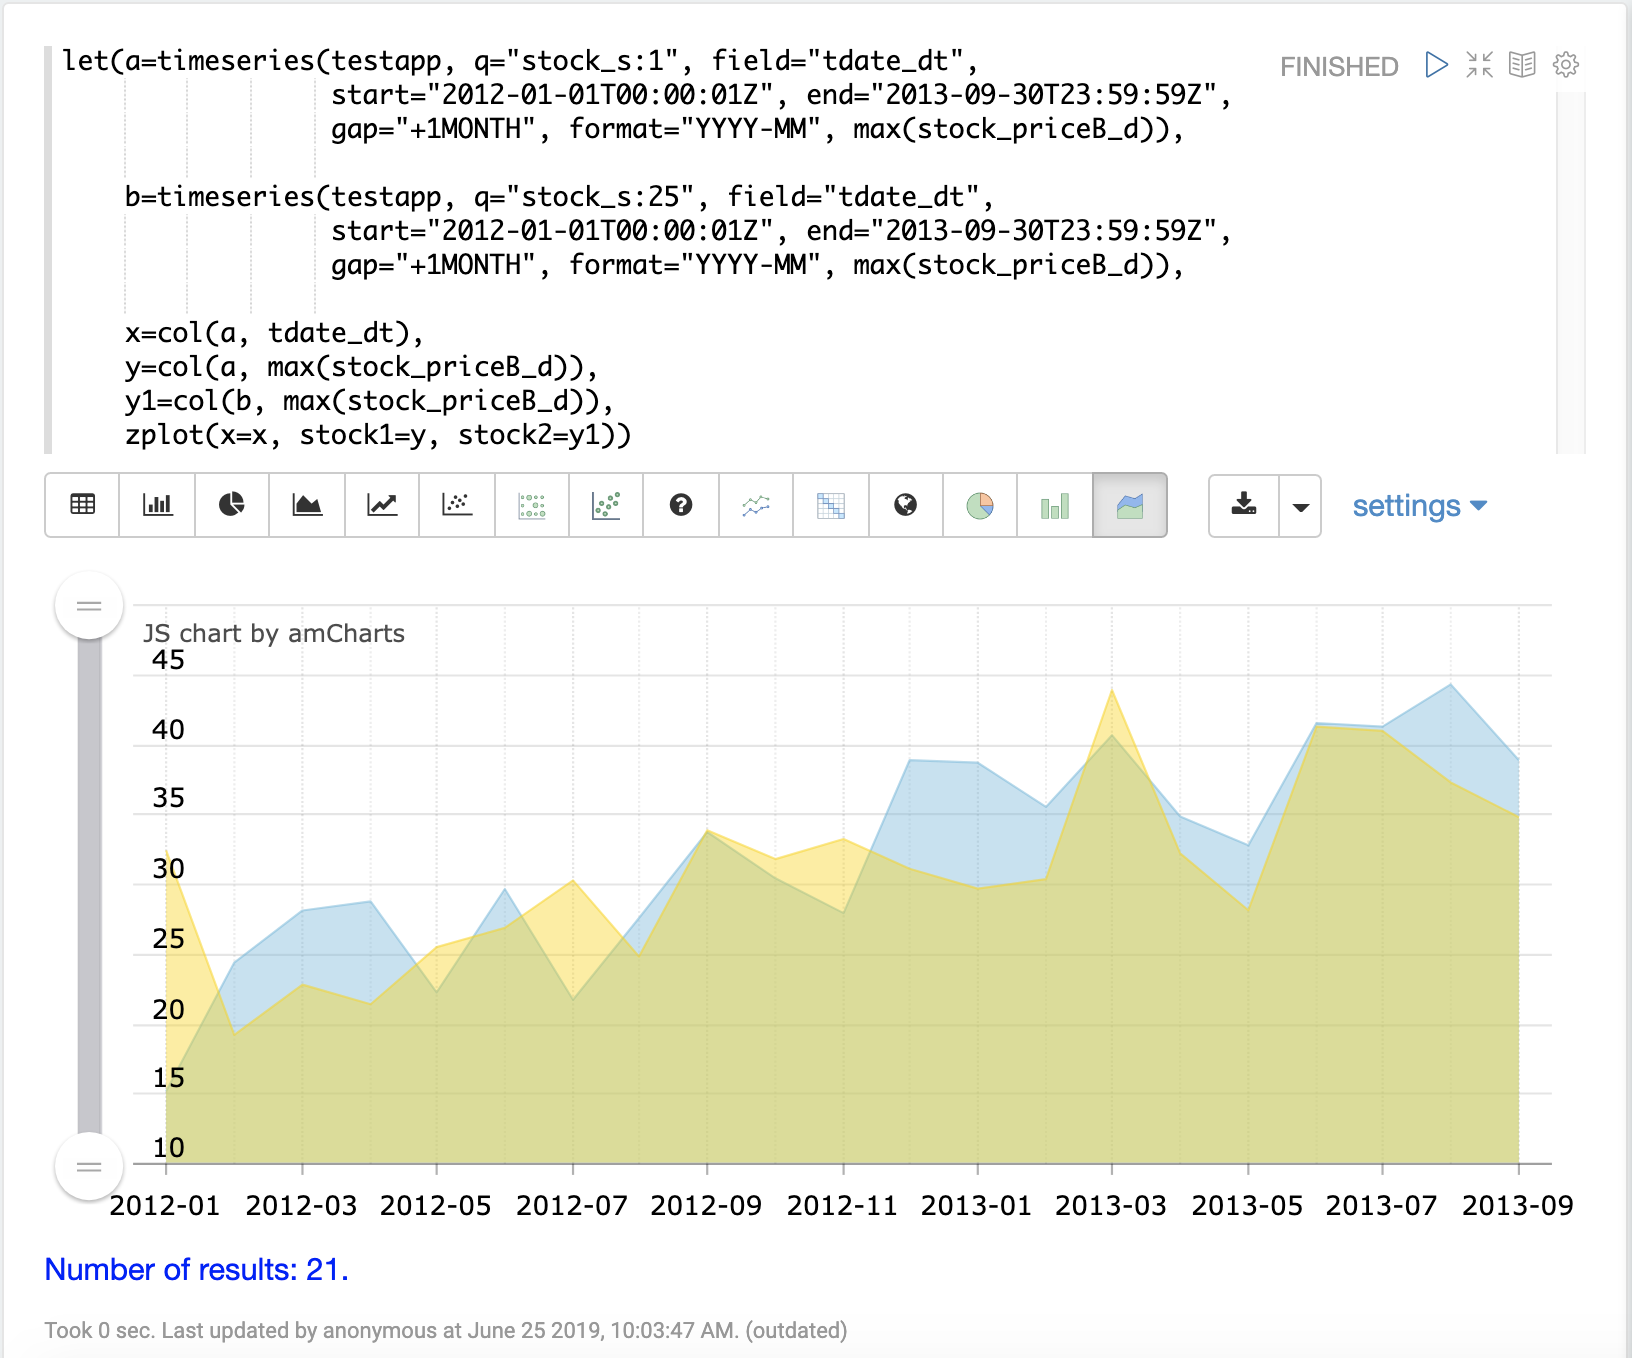 let(a=timeseries(testapp, q="stock_s:1", field="tdate_dt",
start="2012-01-01T00:00:01Z", end="2013-09-30T23:59:59Z",
gap="+1MONTH", format="YYYY-MM", max(stock_priceB_d)),
b=timeseries(testapp, q="stock_s:25", field="tdate_dt",
start="2012-01-01T00:00:01Z", end="2013-09-30T23:59:59Z",
gap="+1MONTH", format="YYYY-MM", max(stock_priceB_d)),
x=col(a, tdate_dt),
y=col(a, max(stock_priceB_d)),
y1=col(b, max(stock_priceB_d)),
zplot(x=x, stock1=y, stock2=y1))
FINISHED
settings
JS chart by amCharts
45
40
35
30
25
20
15
10
2012-01 2012-03 2012-05 2012-07 2012-09 2012-11 2013-01 2013-03 2013-05 2013-07 2013-09
Number of results: 21.
Took 0 sec. Last updated by anonymous at June 25 2019, 10:03:47 AM. (outdated)